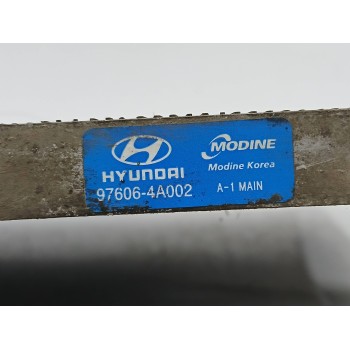 HYUNDAI
97606-4A002
MODINE
Modine Korea
A-1 MAIN